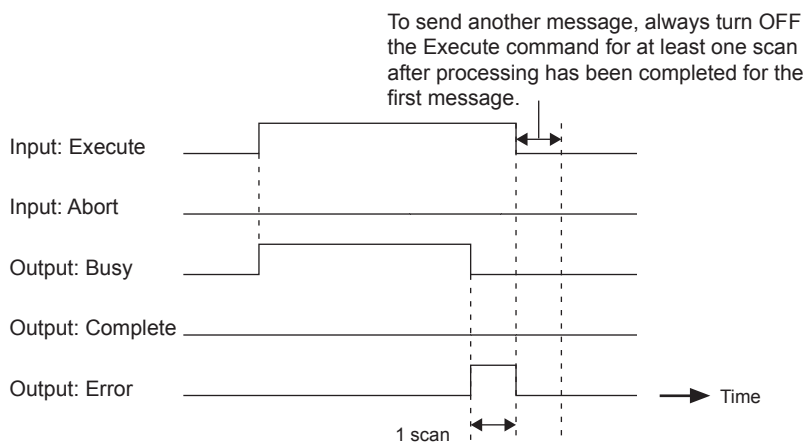 To send another message, always turn OFF
the Execute command for at least one scan
after processing has been completed for the
first message.
Input: Execute
Input: Abort
Output: Busy
Output: Complete
Output: Error
Time
1 scan